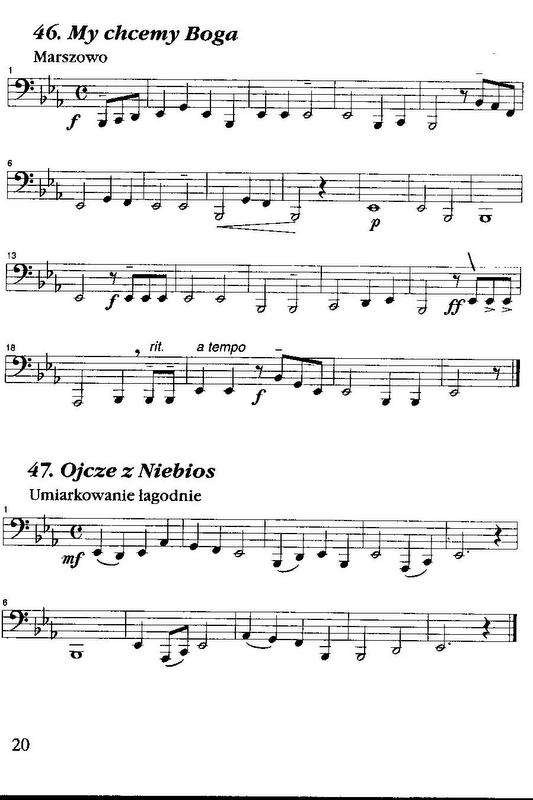 46. My chcemy Boga
Marszowo
1
f
6
p
13
f
ff
18
rit.
a tempo
f
47. Ojcze z Niebios
Umiarkowanie łagodnie
1
mf
6
20